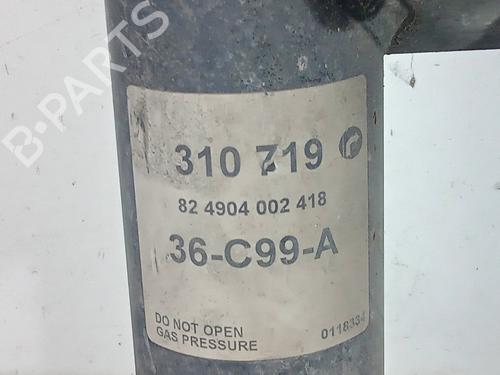 B-PARTS
310 719 r
82 4904 002 418
36-C99-A
DO NOT OPEN
GAS PRESSURE
0118334